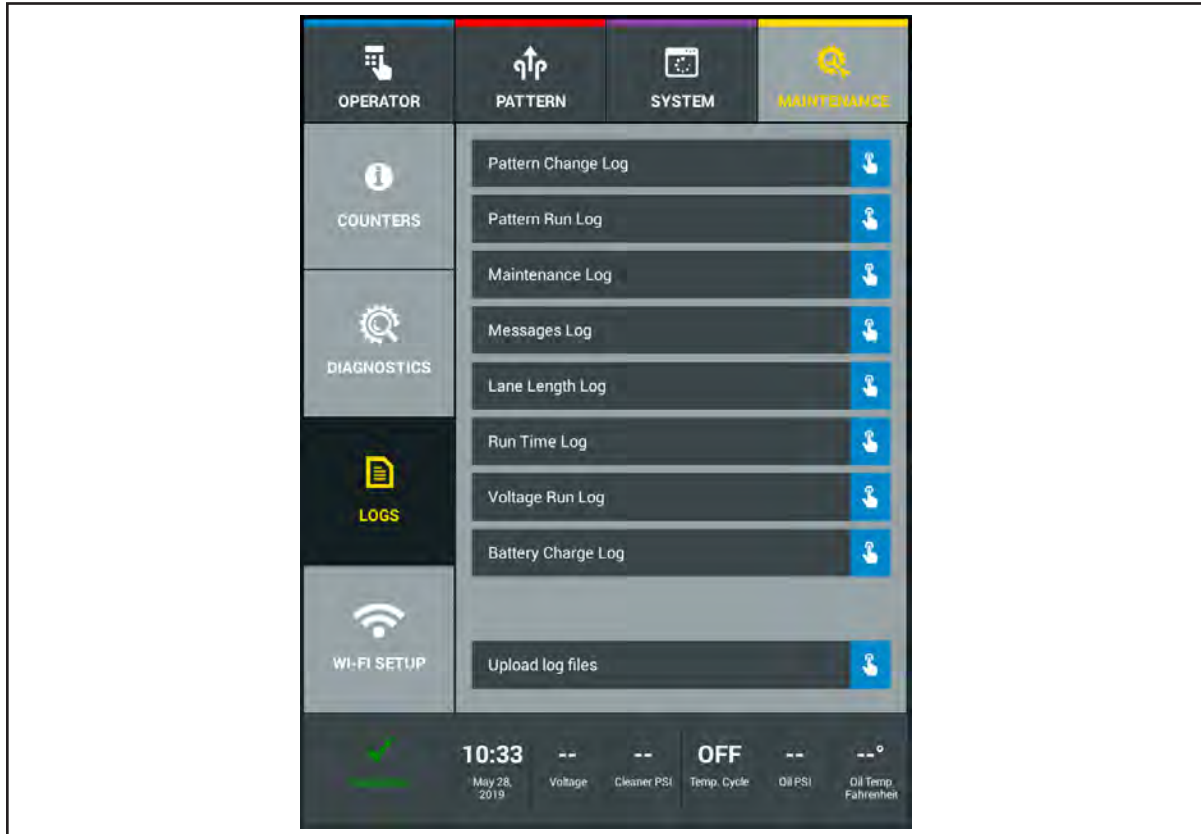 OPERATOR
PATTERN
SYSTEM
MAINTENANCE
COUNTERS
DIAGNOSTICS
LOGS
WI-FI SETUP
Pattern Change Log
Pattern Run Log
Maintenance Log
Messages Log
Lane Length Log
Run Time Log
Voltage Run Log
Battery Charge Log
Upload log files
10:33
May 28,
2019
--
Voltage
--
Cleaner PSI
OFF
Temp. Cycle
--
Oil PSI
--°
Oil Temp
Fahrenheit